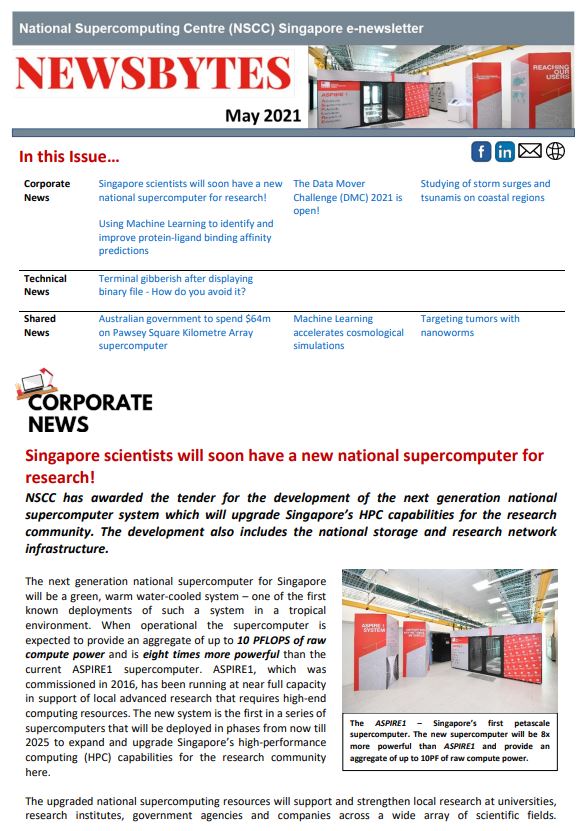 National Supercomputing Centre (NSCC) Singapore e-newsletter
NEWSBYTES
May 2021
REACHING
OUR
USERS
ASPIRE 1
In this Issue…
Corporate
News
Singapore scientists will soon have a new
national supercomputer for research!
Using Machine Learning to identify and
improve protein-ligand binding affinity
predictions
The Data Mover
Challenge (DMC) 2021 is
open!
Studying of storm surges and
tsunamis on coastal regions
Technical
News
Terminal gibberish after displaying
binary file - How do you avoid it?
Shared
News
Australian government to spend $64m
on Pawsey Square Kilometre Array
supercomputer
Machine Learning
accelerates cosmological
simulations
Targeting tumors with
nanoworms
CORPORATE
NEWS
Singapore scientists will soon have a new national supercomputer for
research!
NSCC has awarded the tender for the development of the next generation national
supercomputer system which will upgrade Singapore's HPC capabilities for the research
community. The development also includes the national storage and research network
infrastructure.
The next generation national supercomputer for Singapore
will be a green, warm water-cooled system – one of the first
known deployments of such a system in a tropical
environment. When operational the supercomputer is
expected to provide an aggregate of up to 10 PFLOPS of raw
compute power and is eight times more powerful than the
current ASPIRE1 supercomputer. ASPIRE1, which was
commissioned in 2016, has been running at near full capacity
in support of local advanced research that requires high-end
computing resources. The new system is the first in a series of
supercomputers that will be deployed in phases from now till
2025 to expand and upgrade Singapore's high-performance
computing (HPC) capabilities for the research community
here.
ASPIRE 1
SYSTEM
The ASPIRE1 – Singapore's first petascale
supercomputer. The new supercomputer will be 8x
more powerful than ASPIRE1 and provide an
aggregate of up to 10PF of raw compute power.
The upgraded national supercomputing resources will support and strengthen local research at universities,
research institutes, government agencies and companies across a wide array of scientific fields.